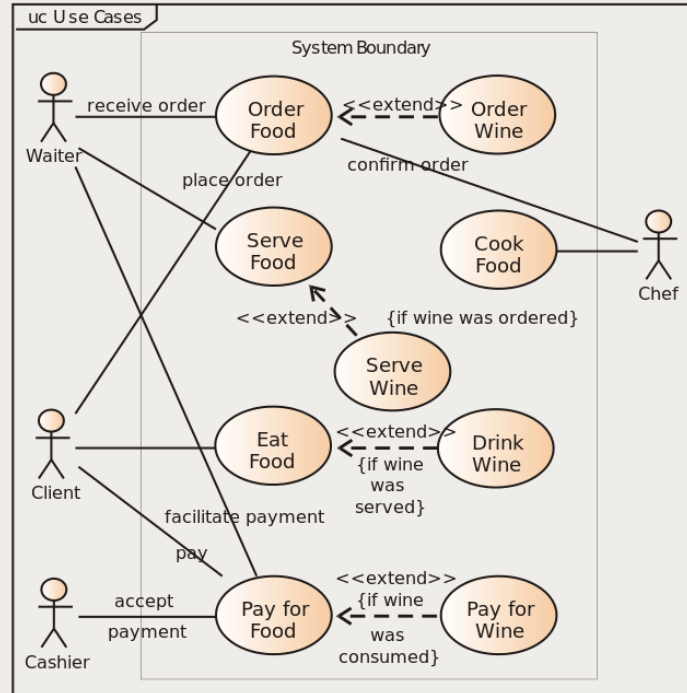 uc Use Cases
System Boundary
receive order
Order
Food
<<extend>>
Order
Wine
Waiter
confirm order
place order
Serve
Food
Cook
Food
Chef
<<extend>>
{if wine was ordered}
Serve
Wine
Client
Eat
Food
<<extend>>
{if wine
was
served}
Drink
Wine
facilitate payment
pay
accept
payment
Cashier
Pay for
Food
<<extend>>
{if wine
was
consumed}
Pay for
Wine